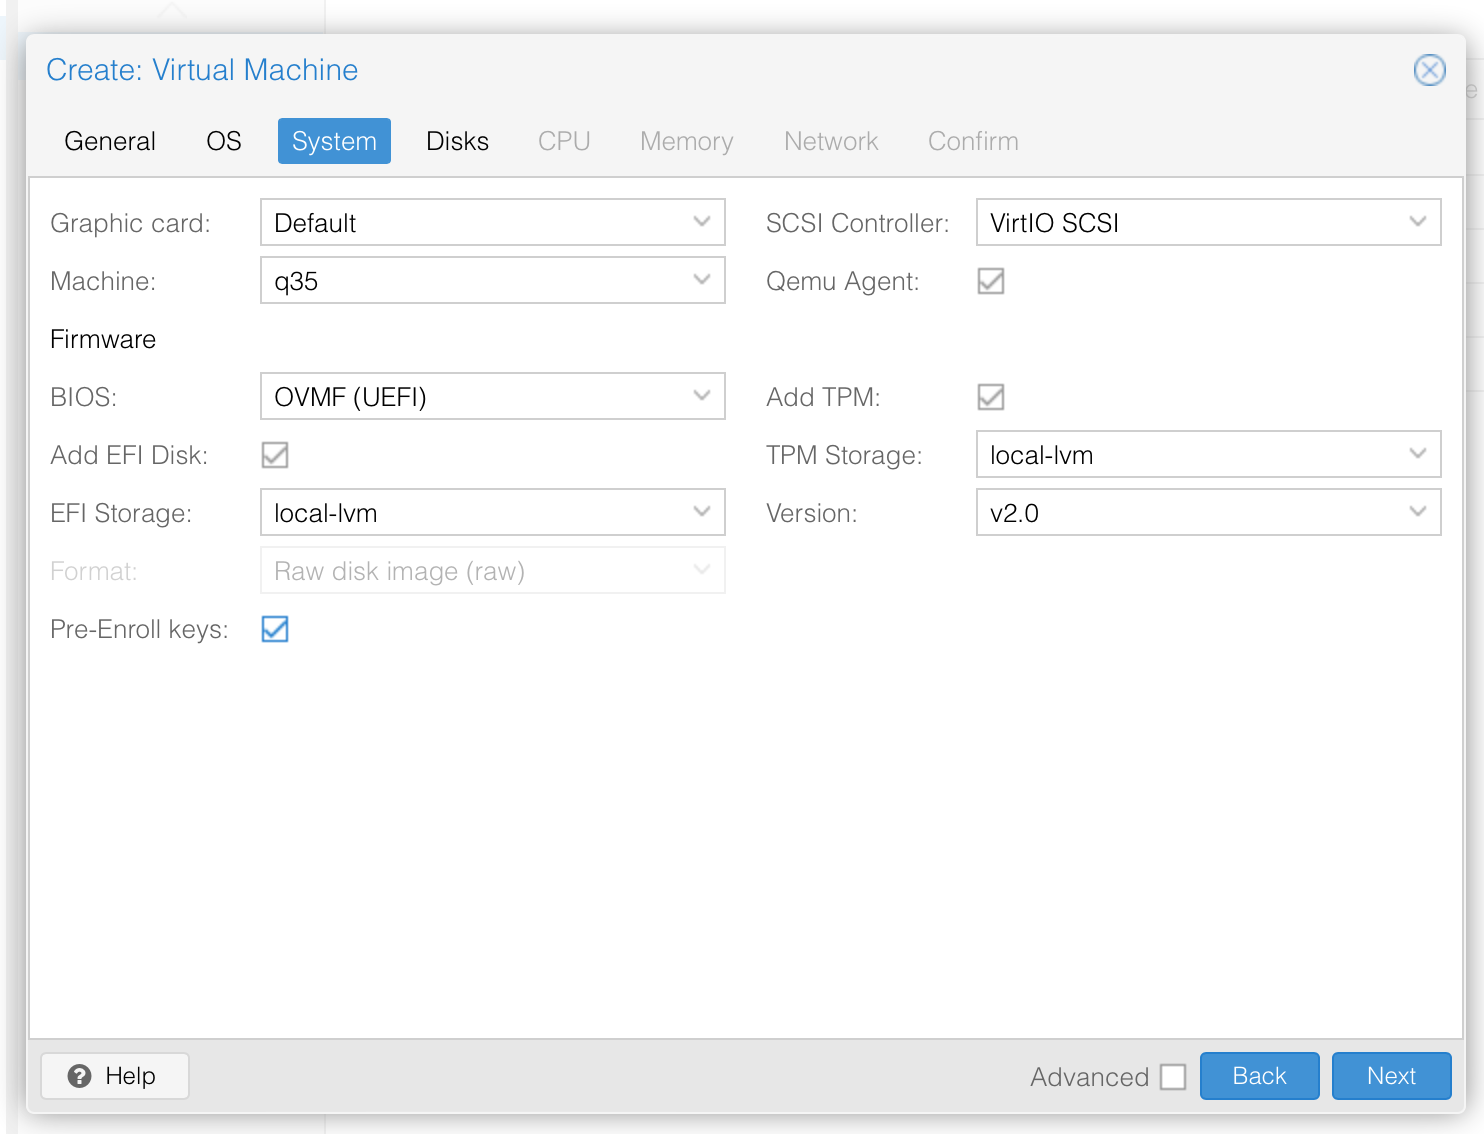 Create: Virtual Machine
General OS System Disks CPU Memory Network Confirm
Graphic card: Default
SCSI Controller: VirtIO SCSI
Machine: q35
Qemu Agent:
Firmware
BIOS: OVMF (UEFI)
Add TPM:
Add EFI Disk:
TPM Storage: local-lvm
EFI Storage: local-lvm
Version: v2.0
Format: Raw disk image (raw)
Pre-Enroll keys:
Help
Advanced Back Next